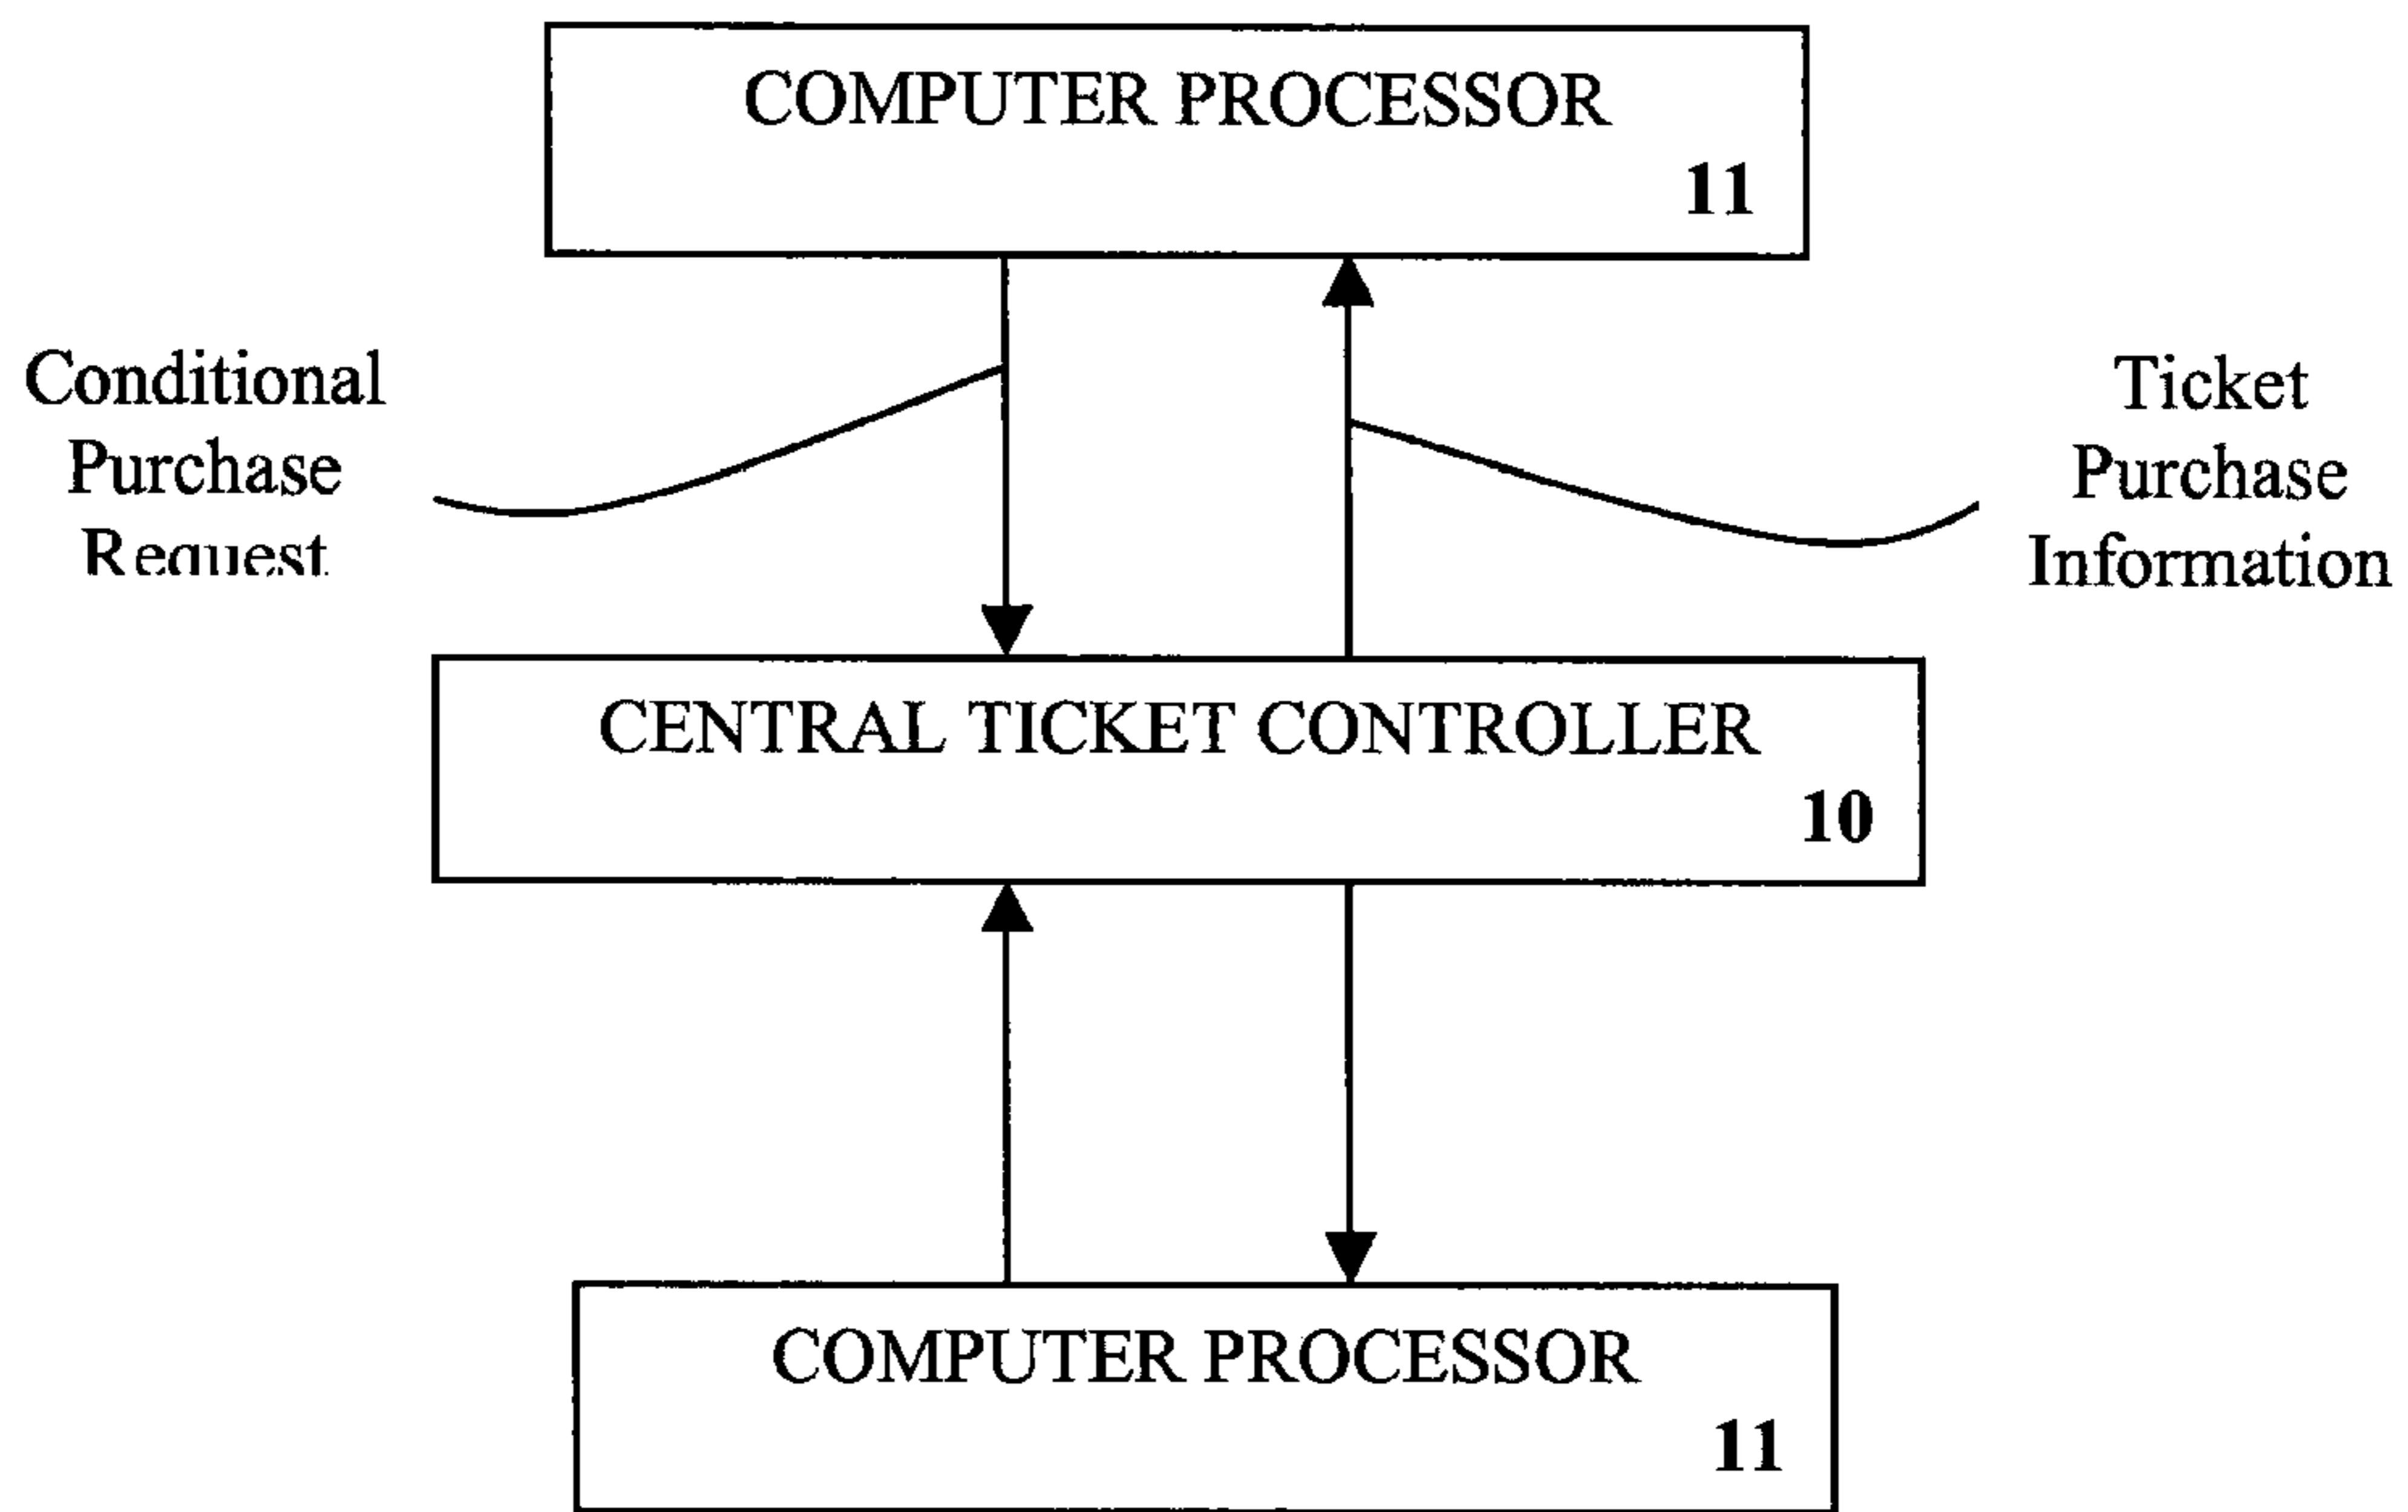 COMPUTER PROCESSOR
11
Conditional
Purchase
Request
Ticket
Purchase
Information
CENTRAL TICKET CONTROLLER
10
COMPUTER PROCESSOR
11